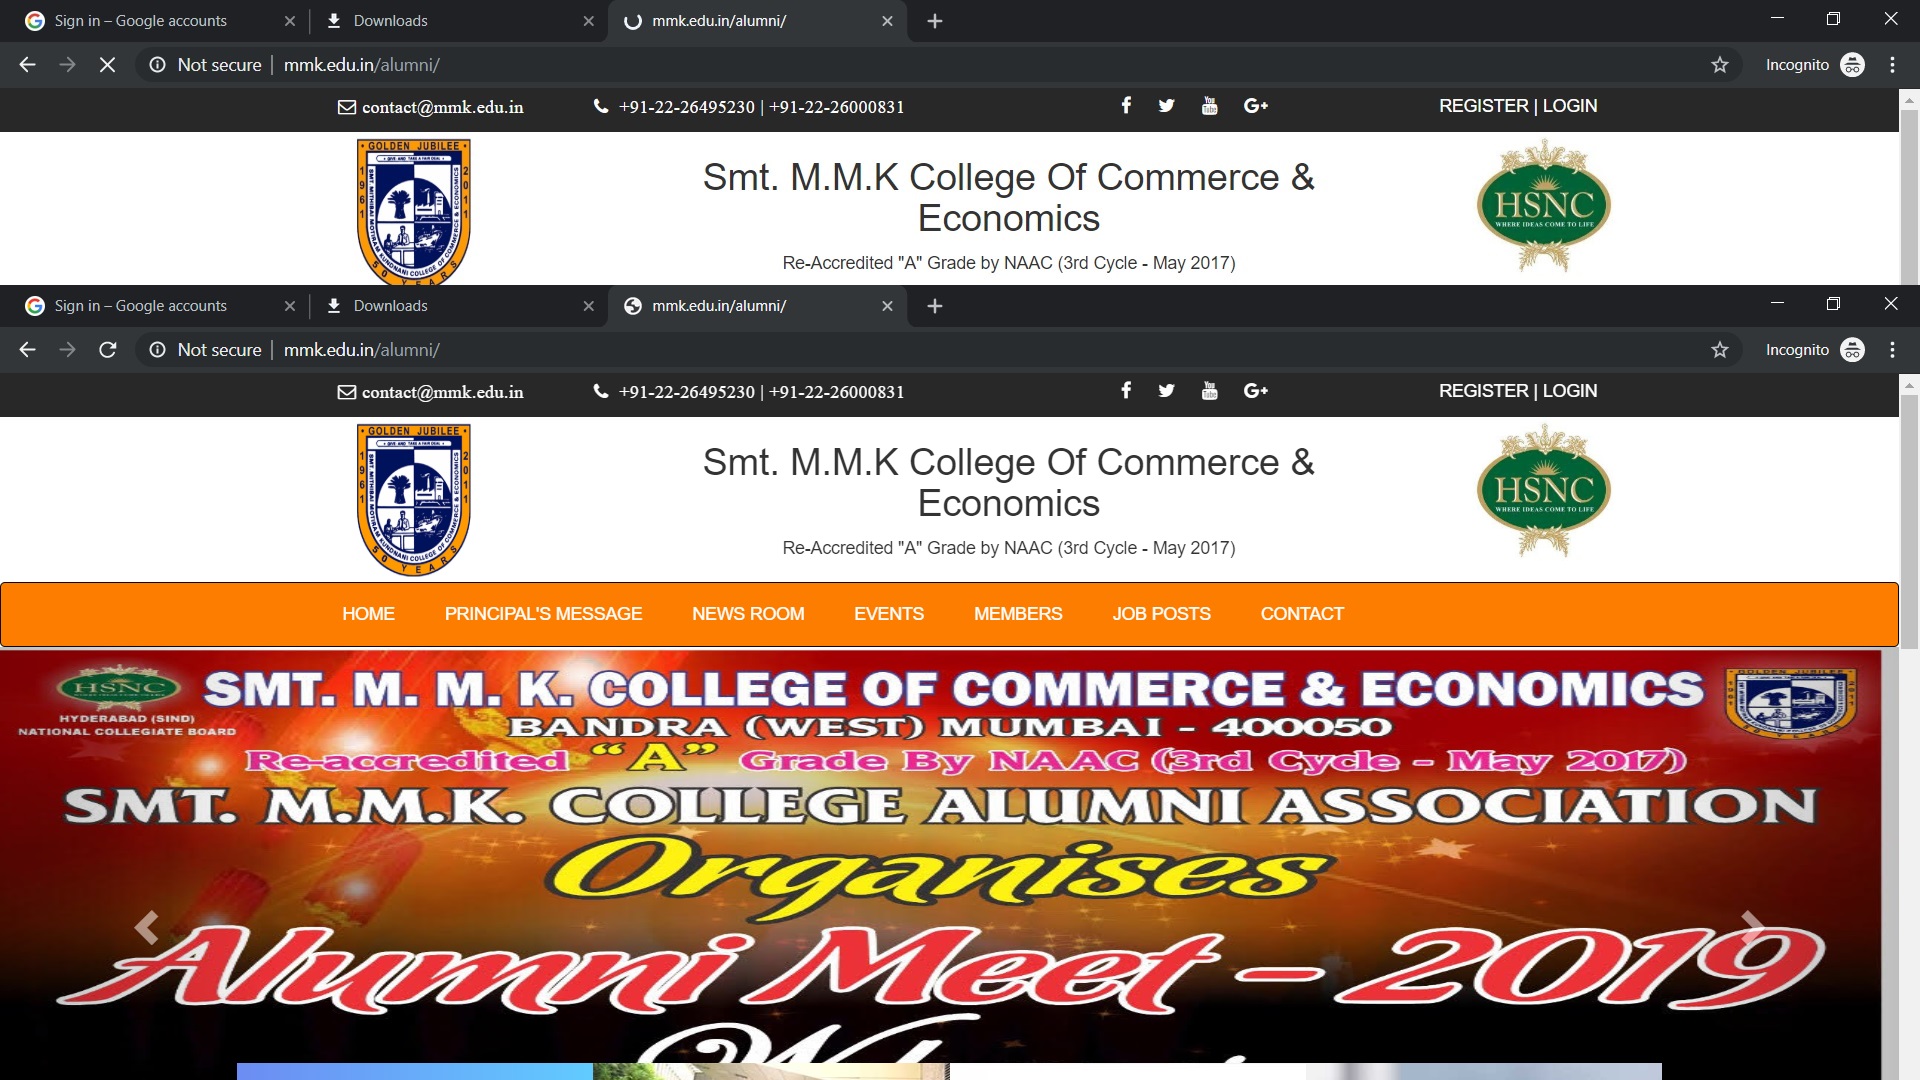 Sign in – Google accounts
Downloads
mmk.edu.in/alumni/
Not secure | mmk.edu.in/alumni/
Incognito
contact@mmk.edu.in
+91-22-26495230 | +91-22-26000831
You Tube
G+
REGISTER | LOGIN
GOLDEN JUBILEE
1961
2011
SMT MITHIBAI MOTIRAM KUNDNANI COLLEGE OF COMMERCE & ECONOMICS
50 YEARS
Smt. M.M.K College Of Commerce &
Economics
Re-Accredited "A" Grade by NAAC (3rd Cycle - May 2017)
HSNC
WHERE IDEAS COME TO LIFE
Sign in – Google accounts
Downloads
mmk.edu.in/alumni/
Not secure | mmk.edu.in/alumni/
Incognito
contact@mmk.edu.in
+91-22-26495230 | +91-22-26000831
You Tube
G+
REGISTER | LOGIN
GOLDEN JUBILEE
1961
2011
SMT MITHIBAI MOTIRAM KUNDNANI COLLEGE OF COMMERCE & ECONOMICS
50 YEARS
Smt. M.M.K College Of Commerce &
Economics
Re-Accredited "A" Grade by NAAC (3rd Cycle - May 2017)
HSNC
WHERE IDEAS COME TO LIFE
HOME
PRINCIPAL'S MESSAGE
NEWS ROOM
EVENTS
MEMBERS
JOB POSTS
CONTACT
HSNC
HYDERABAD (SIND)
NATIONAL COLLEGIATE BOARD
SMT. M. M. K. COLLEGE OF COMMERCE & ECONOMICS
BANDRA (WEST) MUMBAI - 400050
Re-accredited “A” Grade By NAAC (3rd Cycle - May 2017)
SMT. M.M.K. COLLEGE ALUMNI ASSOCIATION
Organises
Alumni Meet - 2019